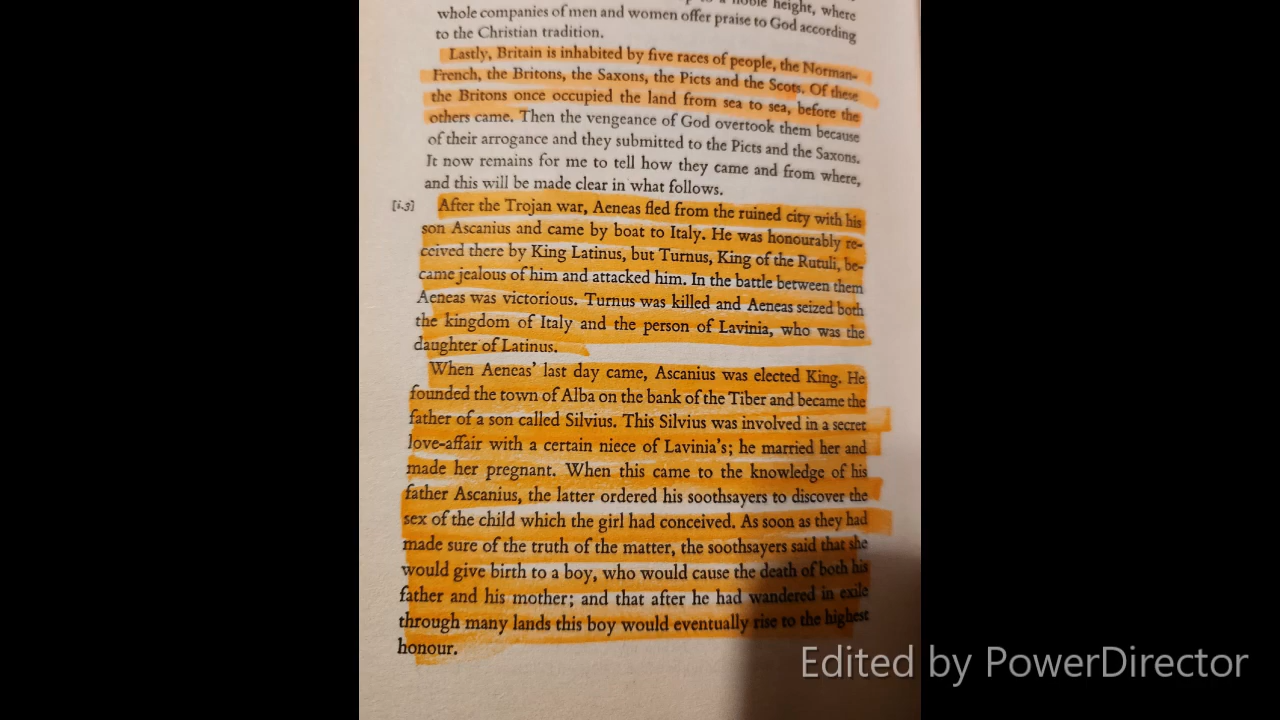 to a noble height, where
whole companies of men and women offer praise to God according
to the Christian tradition.
Lastly, Britain is inhabited by five races of people, the Norman-
French, the Britons, the Saxons, the Picts and the Scots. Of these
the Britons once occupied the land from sea to sea, before the
others came. Then the vengeance of God overtook them because
of their arrogance and they submitted to the Picts and the Saxons.
It now remains for me to tell how they came and from where,
and this will be made clear in what follows.
[i.3] After the Trojan war, Aeneas fled from the ruined city with his
son Ascanius and came by boat to Italy. He was honourably re-
ceived there by King Latinus, but Turnus, King of the Rutuli, be-
came jealous of him and attacked him. In the battle between them
Aeneas was victorious. Turnus was killed and Aeneas seized both
the kingdom of Italy and the person of Lavinia, who was the
daughter of Latinus.
When Aeneas' last day came, Ascanius was elected King. He
founded the town of Alba on the bank of the Tiber and became the
father of a son called Silvius. This Silvius was involved in a secret
love-affair with a certain niece of Lavinia's; he married her and
made her pregnant. When this came to the knowledge of his
father Ascanius, the latter ordered his soothsayers to discover the
sex of the child which the girl had conceived. As soon as they had
made sure of the truth of the matter, the soothsayers said that she
would give birth to a boy, who would cause the death of both his
father and his mother; and that after he had wandered in exile
through many lands this boy would eventually rise to the highest
honour.
Edited by PowerDirector